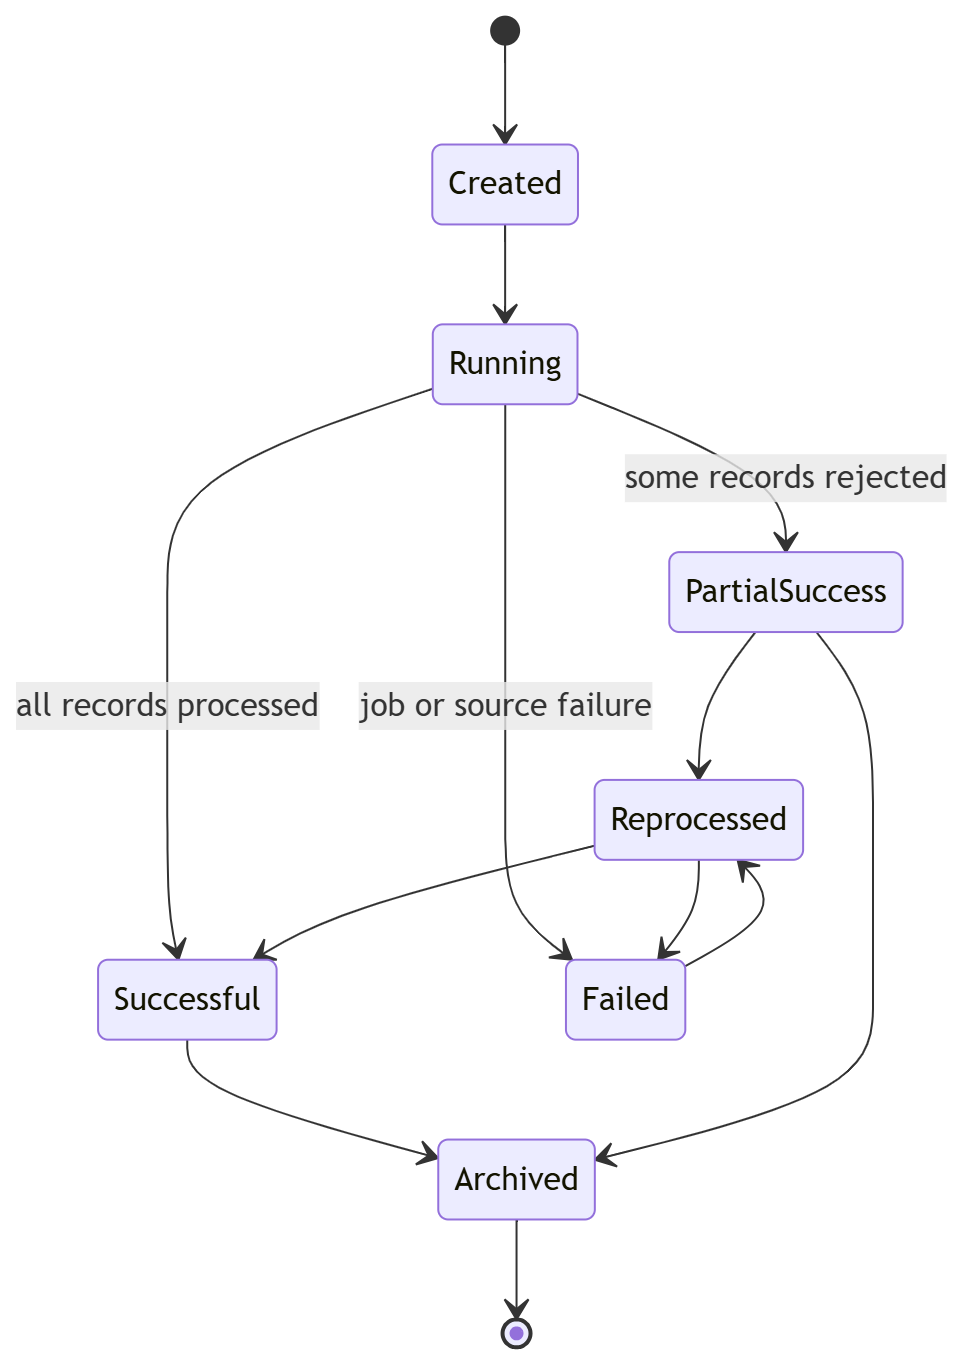 Created
Running
some records rejected
PartialSuccess
all records processed
job or source failure
Reprocessed
Successful
Failed
Archived